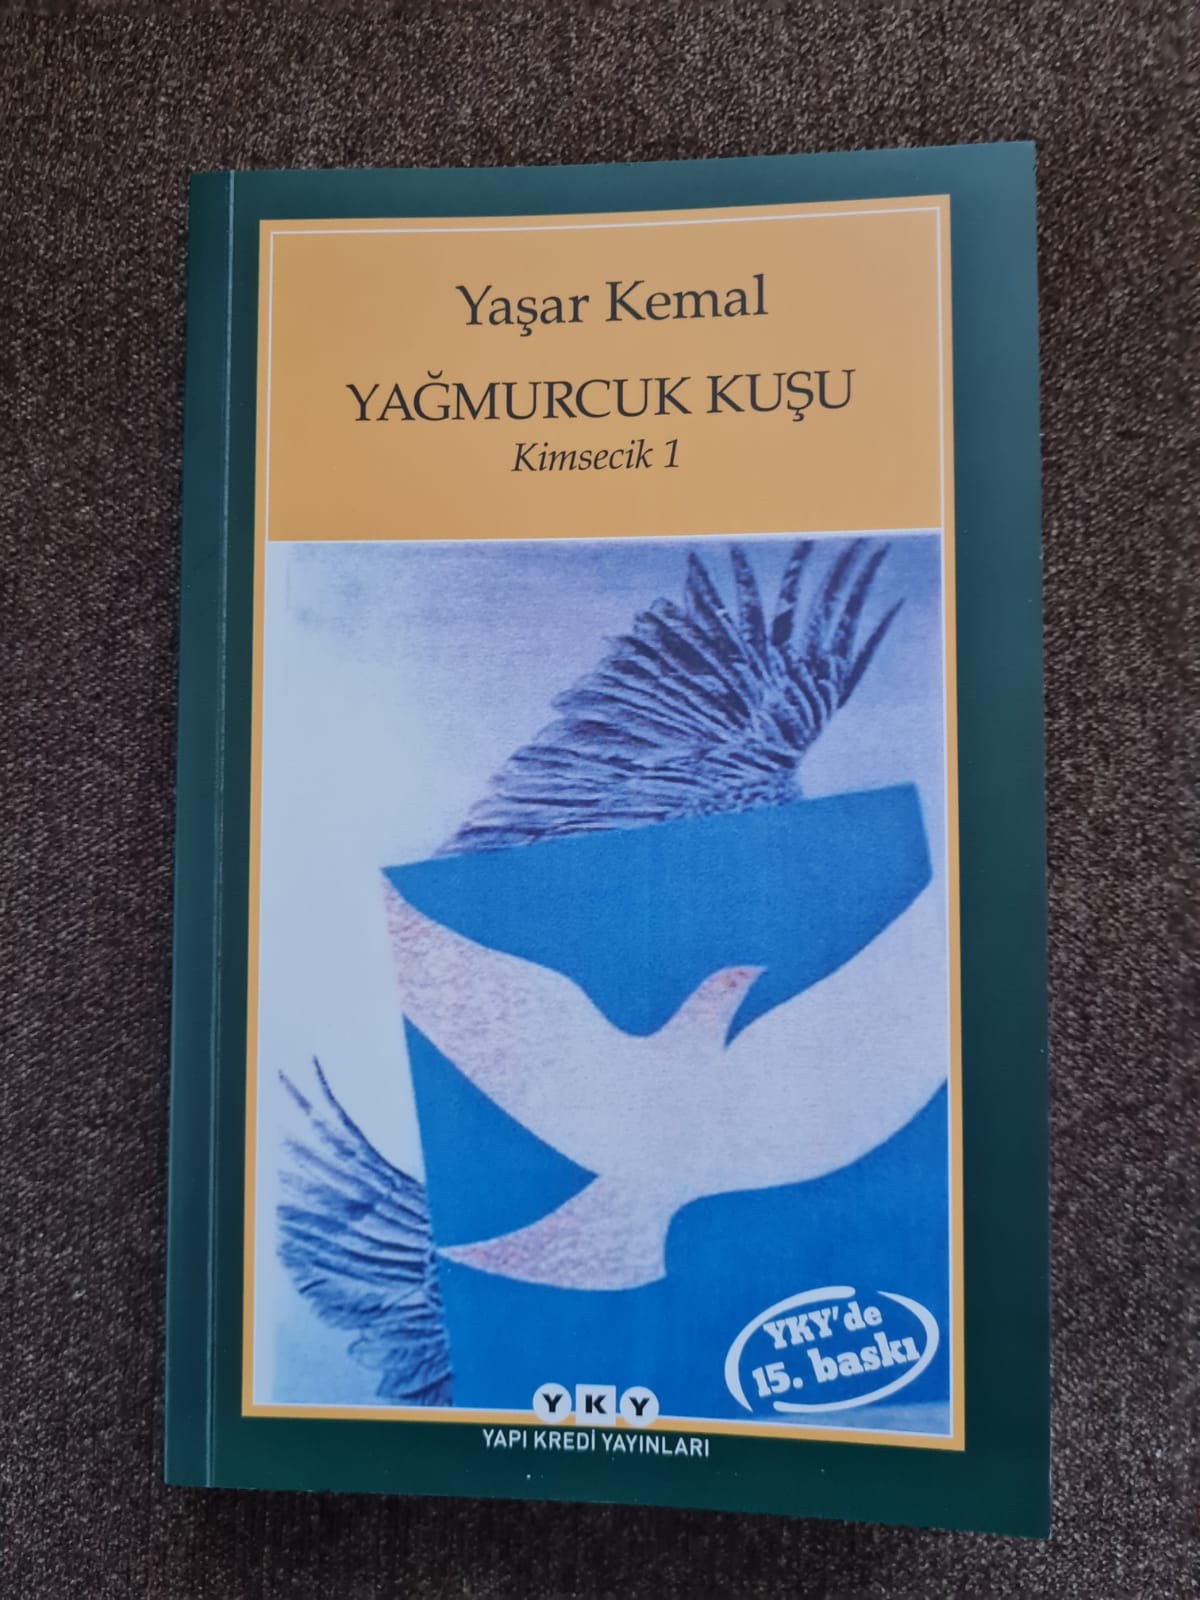 Yaşar Kemal
YAĞMURCUK KUŞU
Kimsecik 1
YKY'de
15. baskı
YKY
YAPI KREDİ YAYINLARI